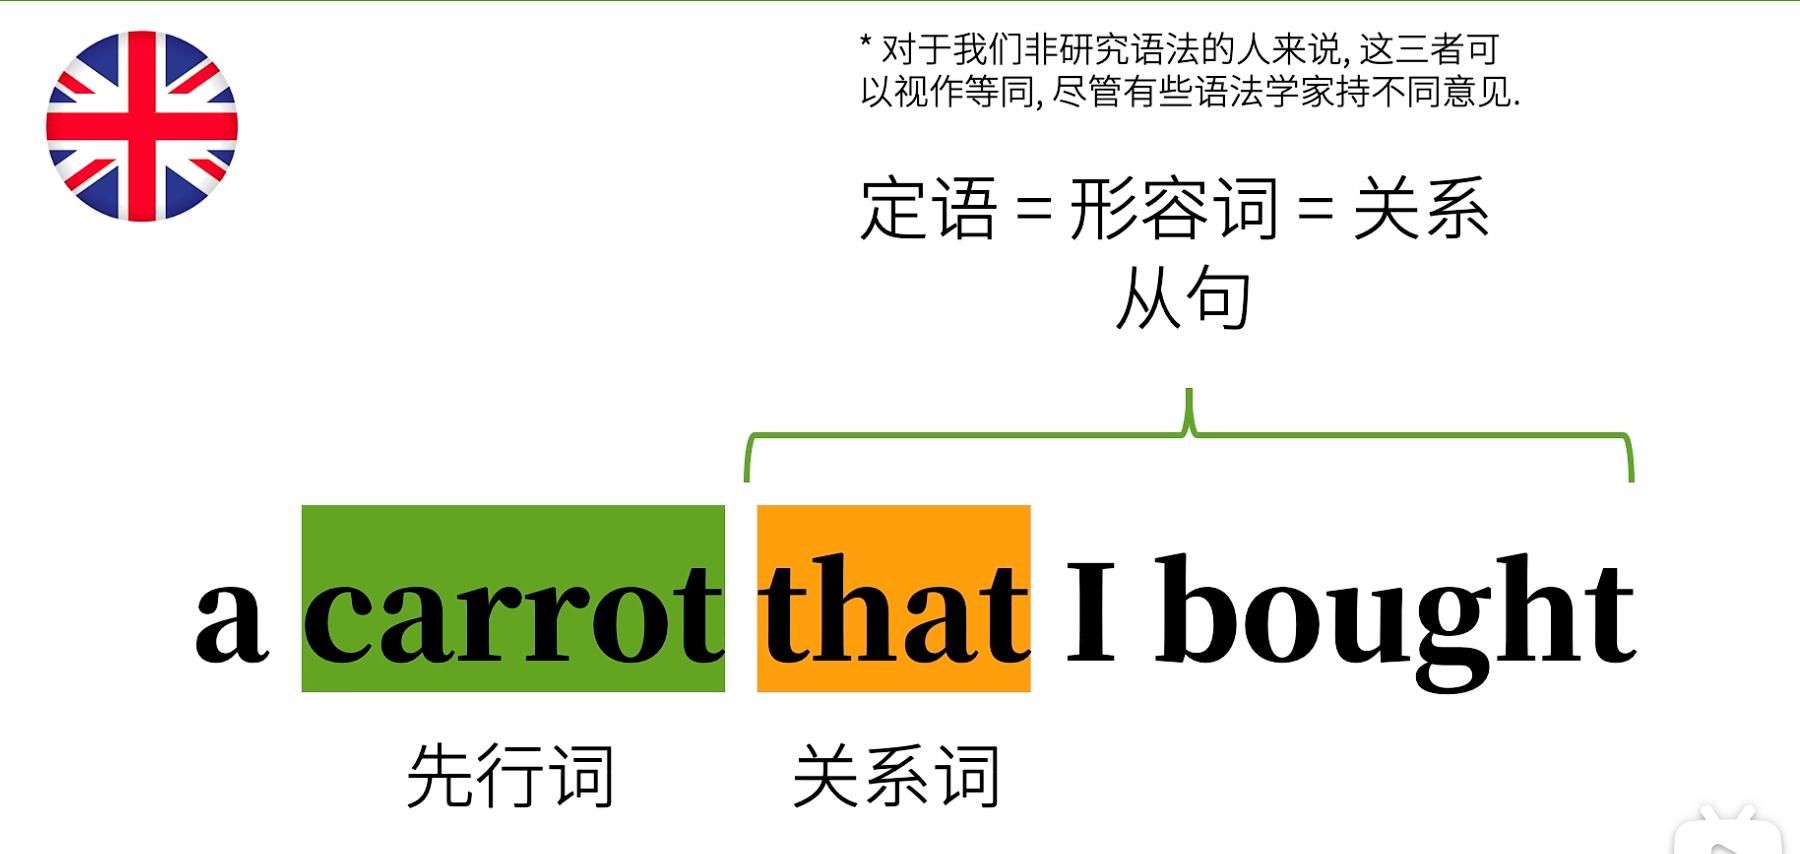 * 对于我们非研究语法的人来说, 这三者可
以视作等同, 尽管有些语法学家持不同意见.
定语 = 形容词 = 关系
从句
a carrot that I bought
先行词 关系词